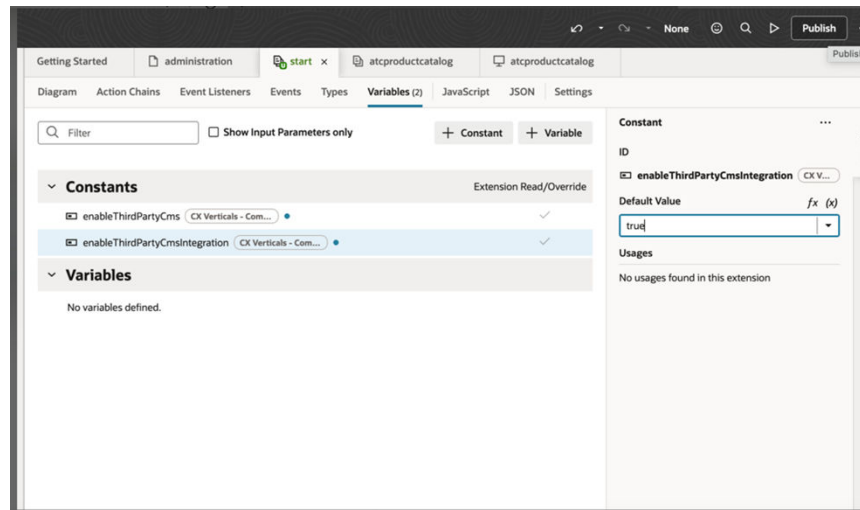 None
Publish
Publis
Getting Started
administration
start
atcproductcatalog
atcproductcatalog
Diagram
Action Chains
Event Listeners
Events
Types
Variables (2)
JavaScript
JSON
Settings
Filter
Show Input Parameters only
+ Constant
+ Variable
Constants
Extension Read/Override
enableThirdPartyCms CX Verticals - Com...
enableThirdPartyCmsIntegration CX Verticals - Com...
Variables
No variables defined.
Constant
ID
enableThirdPartyCmsIntegration CX V...
Default Value
fx (x)
true
Usages
No usages found in this extension